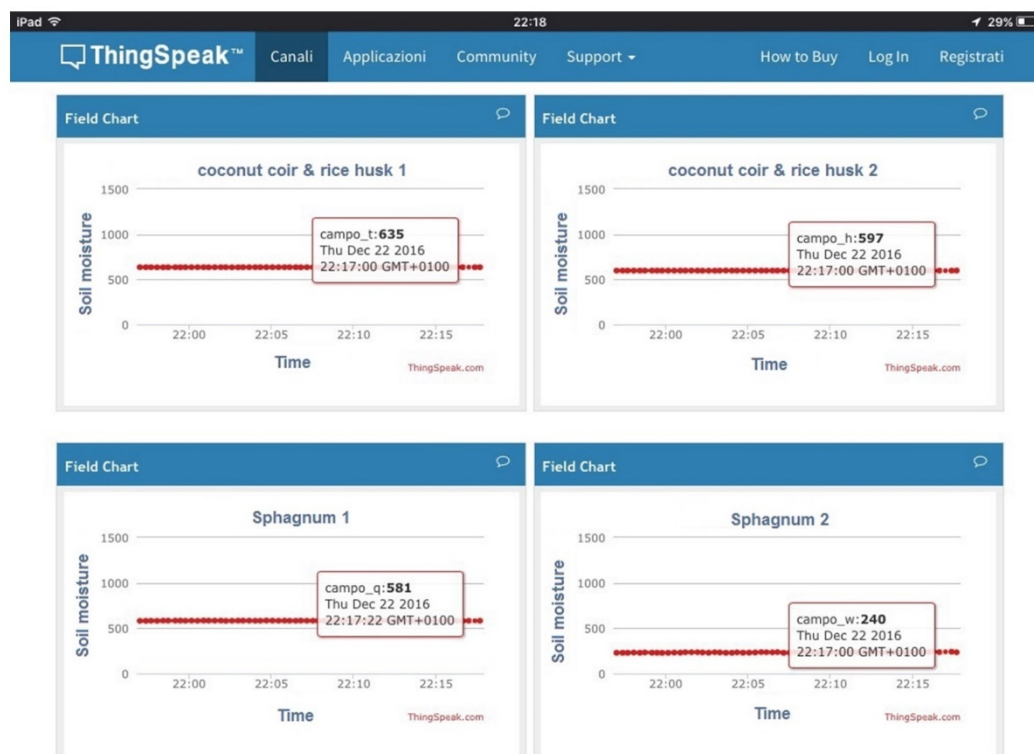 iPad 22:18 29%
ThingSpeak™ Canali Applicazioni Community Support How to Buy Log In Registrati
Field Chart
coconut coir & rice husk 1
Soil moisture
1500
1000
500
0
campo_t:635
Thu Dec 22 2016
22:17:00 GMT+0100
22:00 22:05 22:10 22:15
Time
ThingSpeak.com
Field Chart
coconut coir & rice husk 2
Soil moisture
1500
1000
500
0
campo_h:597
Thu Dec 22 2016
22:17:00 GMT+0100
22:00 22:05 22:10 22:15
Time
ThingSpeak.com
Field Chart
Sphagnum 1
Soil moisture
1500
1000
500
0
campo_q:581
Thu Dec 22 2016
22:17:22 GMT+0100
22:00 22:05 22:10 22:15
Time
ThingSpeak.com
Field Chart
Sphagnum 2
Soil moisture
1500
1000
500
0
campo_w:240
Thu Dec 22 2016
22:17:00 GMT+0100
22:00 22:05 22:10 22:15
Time
ThingSpeak.com